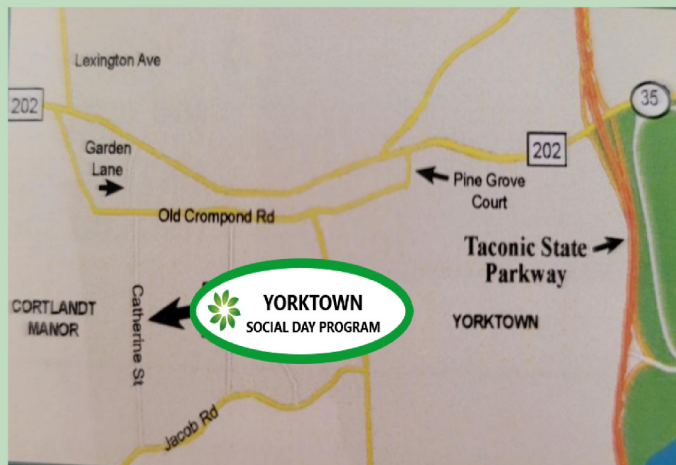 Lexington Ave
202
35
Garden
Lane
202
Pine Grove
Court
Old Crompond Rd
Taconic State
Parkway
YORKTOWN
SOCIAL DAY PROGRAM
CORTLANDT
MANOR
Catherine St
YORKTOWN
Jacob Rd